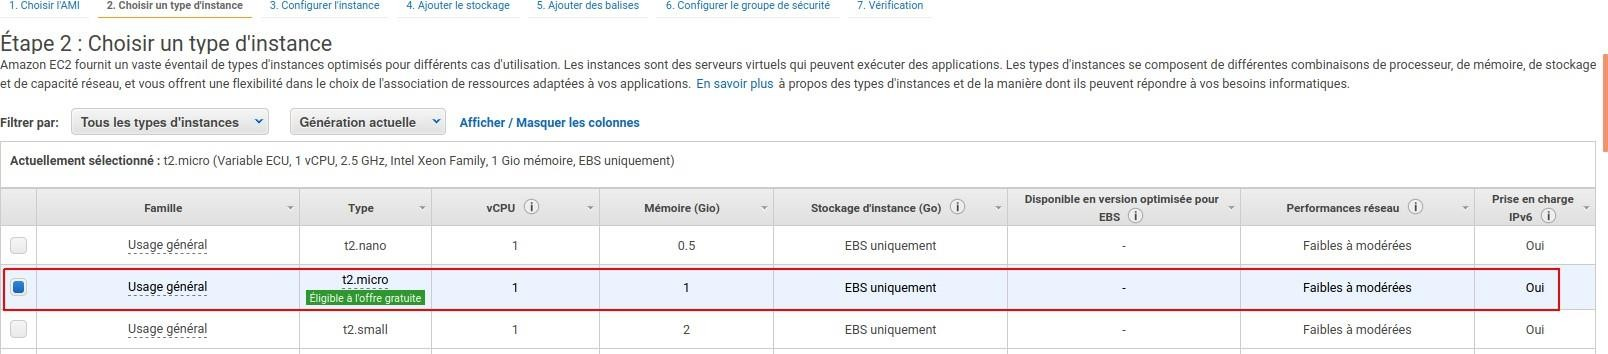 1. Choisir l'AMI 2. Choisir un type d'instance 3. Configurer l'instance 4. Ajouter le stockage 5. Ajouter des balises 6. Configurer le groupe de sécurité 7. Vérification
Étape 2 : Choisir un type d'instance
Amazon EC2 fournit un vaste éventail de types d'instances optimisés pour différents cas d'utilisation. Les instances sont des serveurs virtuels qui peuvent exécuter des applications. Les types d'instances se composent de différentes combinaisons de processeur, de mémoire, de stockage
et de capacité réseau, et vous offrent une flexibilité dans le choix de l'association de ressources adaptées à vos applications. En savoir plus à propos des types d'instances et de la manière dont ils peuvent répondre à vos besoins informatiques.
Filtrer par: Tous les types d'instances Génération actuelle Afficher / Masquer les colonnes
Actuellement sélectionné : t2.micro (Variable ECU, 1 vCPU, 2.5 GHz, Intel Xeon Family, 1 Gio mémoire, EBS uniquement)
Famille Type vCPU Mémoire (Gio) Stockage d'instance (Go) Disponible en version optimisée pour EBS Performances réseau Prise en charge IPv6
Usage général t2.nano 1 0.5 EBS uniquement - Faibles à modérées Oui
Usage général t2.micro 1 1 EBS uniquement - Faibles à modérées Oui
Éligible à l'offre gratuite
Usage général t2.small 1 2 EBS uniquement - Faibles à modérées Oui